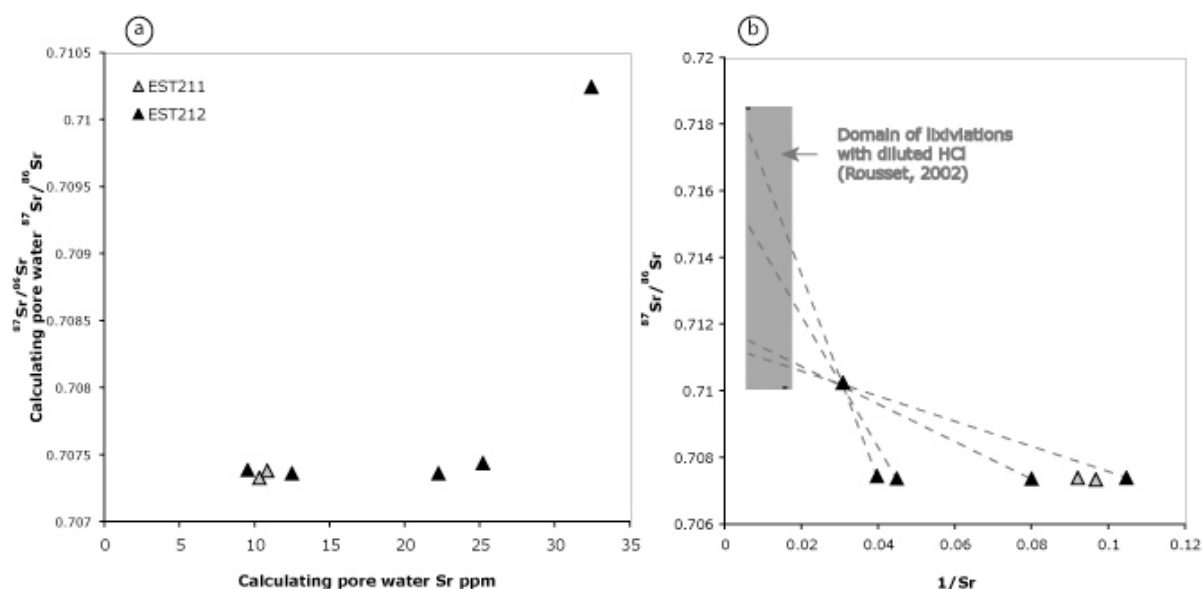 a
0.7105
0.71
0.7095
0.709
0.7085
0.708
0.7075
0.707
EST211
EST212
⁸⁷Sr/⁸⁶Sr
Calculating pore water ⁸⁷Sr/⁸⁶Sr
0 5 10 15 20 25 30 35
Calculating pore water Sr ppm
b
0.72
0.718
0.716
0.714
0.712
0.71
0.708
0.706
⁸⁷Sr/⁸⁶Sr
Domain of lixiviations
with diluted HCl
(Rousset, 2002)
0 0.02 0.04 0.06 0.08 0.1 0.12
1/Sr